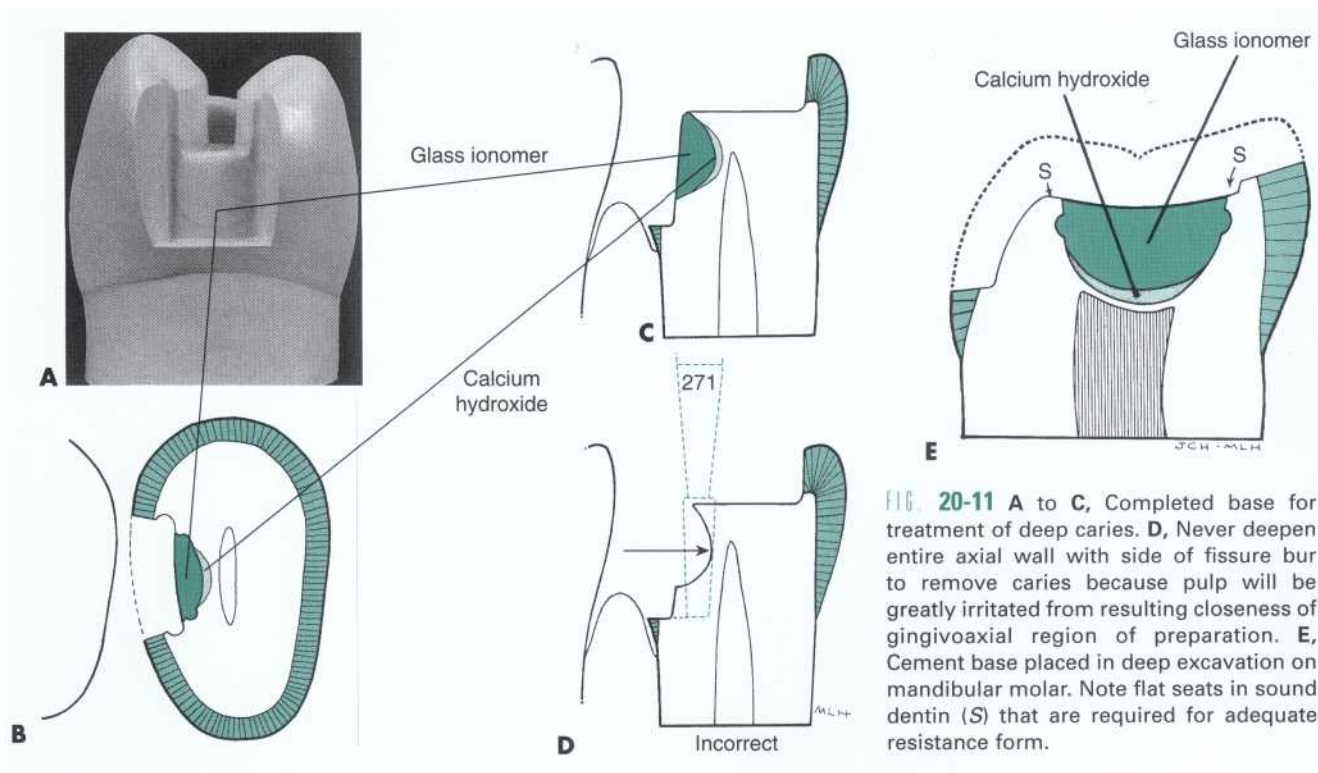 A
Glass ionomer
Calcium
hydroxide
B
C
271
D
Incorrect
MLH
Glass ionomer
Calcium hydroxide
S
S
E
JCH-MLH
FIG. 20-11 A to C, Completed base for
treatment of deep caries. D, Never deepen
entire axial wall with side of fissure bur
to remove caries because pulp will be
greatly irritated from resulting closeness of
gingivoaxial region of preparation. E,
Cement base placed in deep excavation on
mandibular molar. Note flat seats in sound
dentin (S) that are required for adequate
resistance form.